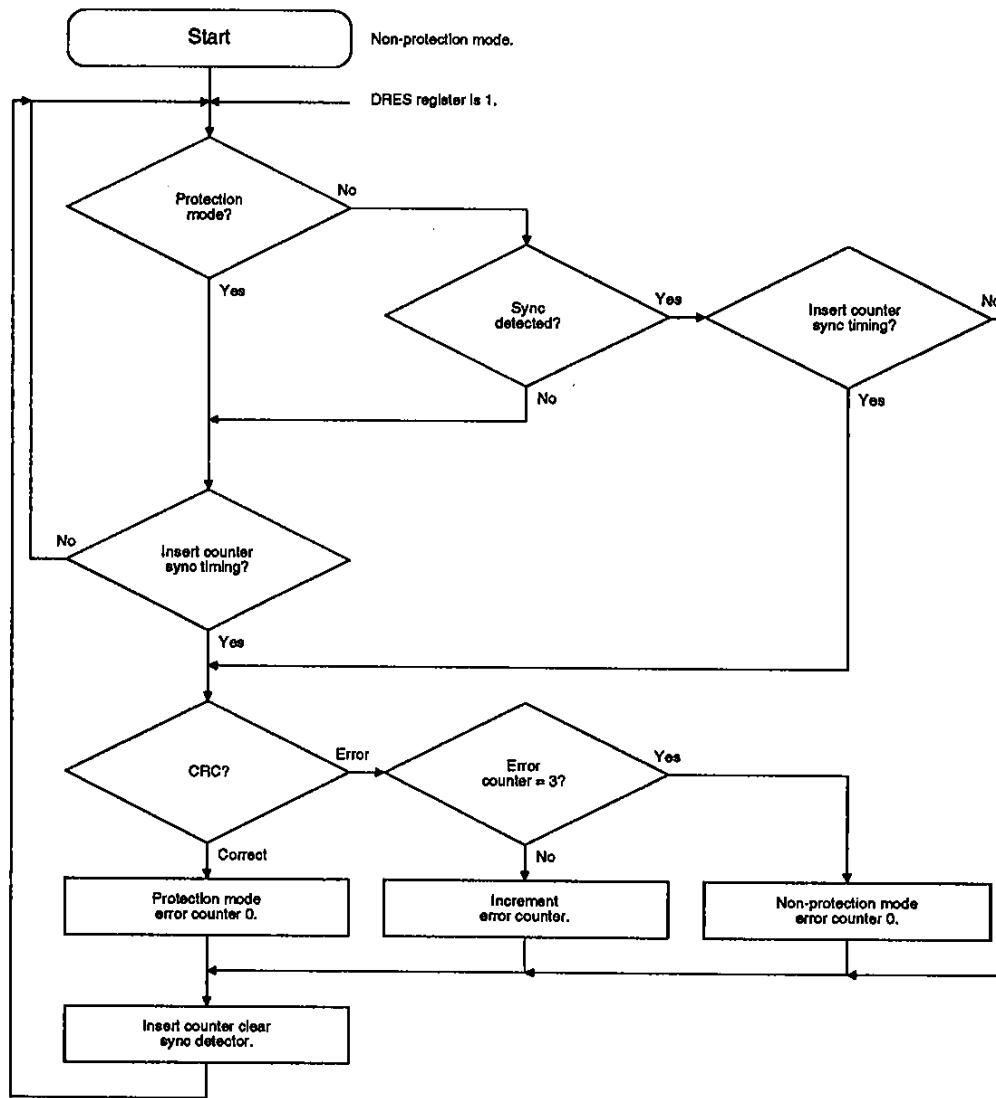 Start
Non-protection mode.
DRES register is 1.
Protection
mode?
No
Yes
Sync
detected?
Yes
No
Insert counter
sync timing?
No
Yes
Insert counter
sync timing?
No
Yes
CRC?
Error
Correct
Error
counter = 3?
Yes
No
Protection mode
error counter 0.
Increment
error counter.
Non-protection mode
error counter 0.
Insert counter clear
sync detector.